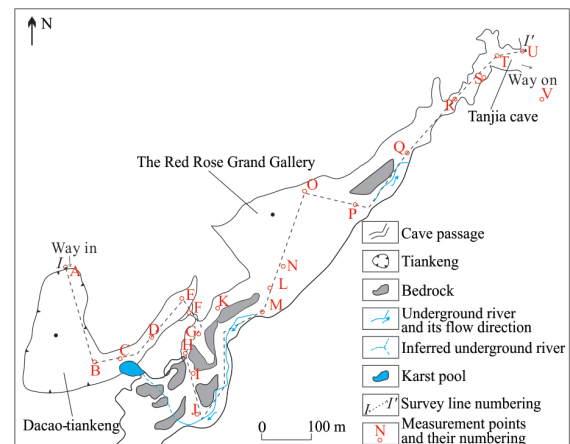 N
I'
U
T
Way on
S
V
R
Tanjia cave
Q
The Red Rose Grand Gallery
O
P
Way in
I
A
N
L
E
K
F
M
D
G
C
H
B
I
J
Dacao-tiankeng
0 100 m
Cave passage
Tiankeng
Bedrock
Underground river
and its flow direction
Inferred underground river
Karst pool
I I' Survey line numbering
N Measurement points
and their numbering